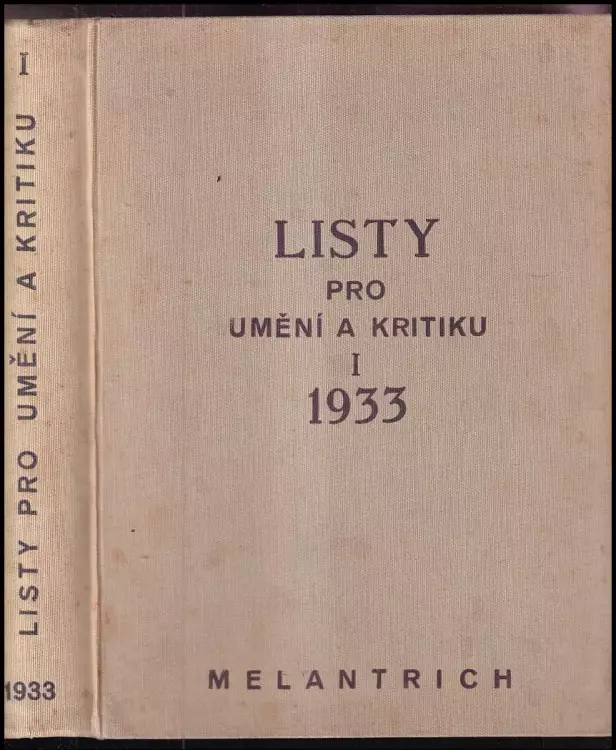 I
LISTY PRO UMĚNÍ A KRITIKU
1933
LISTY
PRO
UMĚNÍ A KRITIKU
I
1933
MELANTRICH